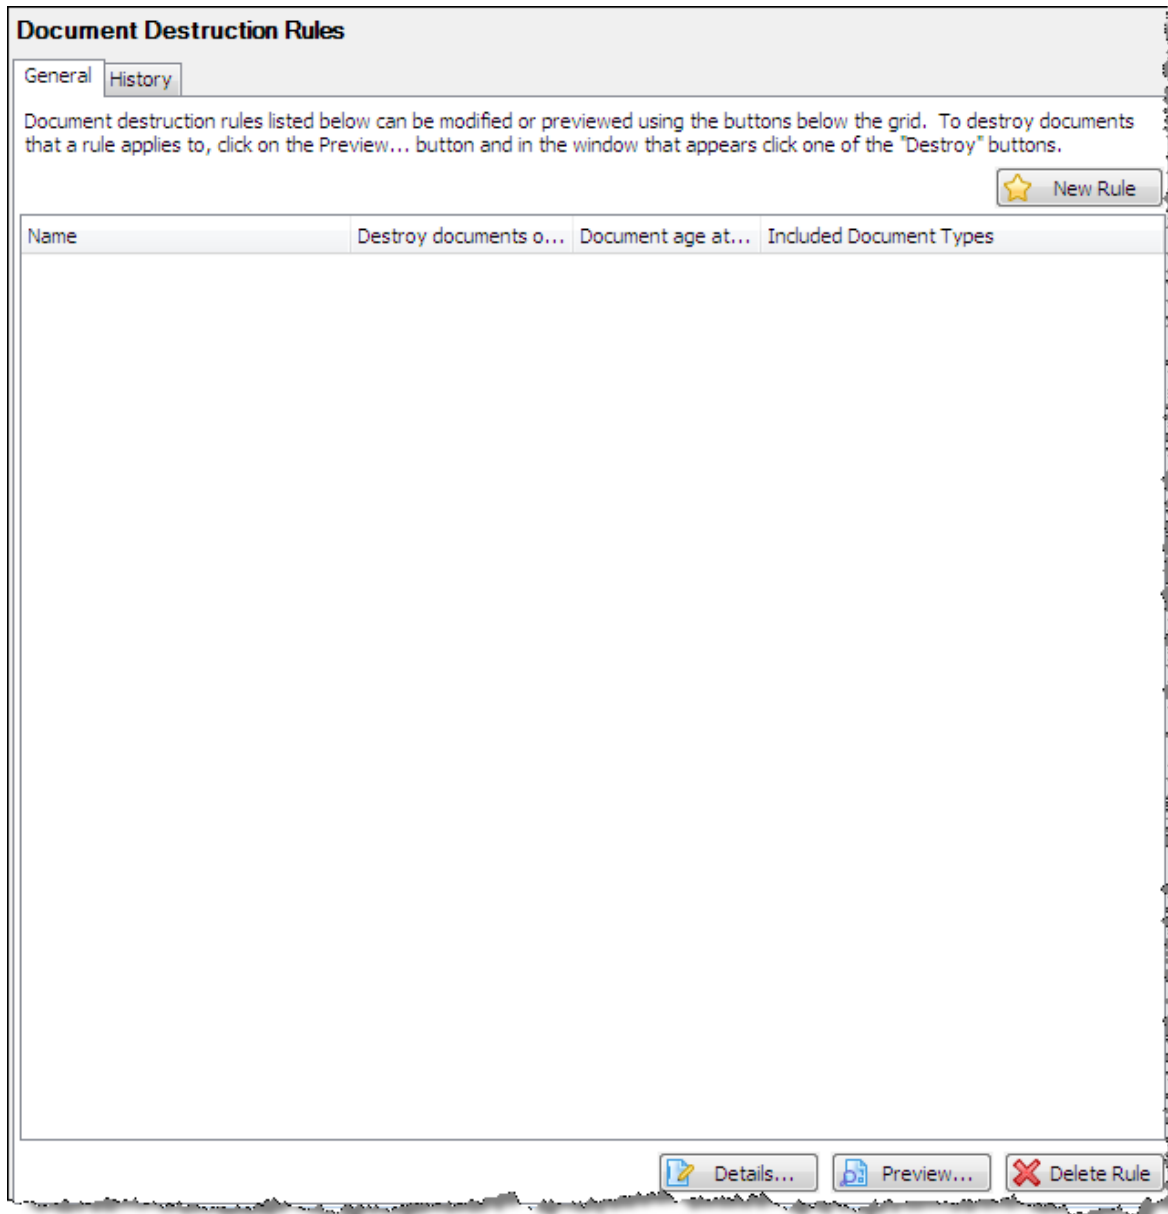 Document Destruction Rules
General
History
Document destruction rules listed below can be modified or previewed using the buttons below the grid.  To destroy documents
that a rule applies to, click on the Preview... button and in the window that appears click one of the "Destroy" buttons.
New Rule
Name
Destroy documents o...
Document age at...
Included Document Types
Details...
Preview...
Delete Rule